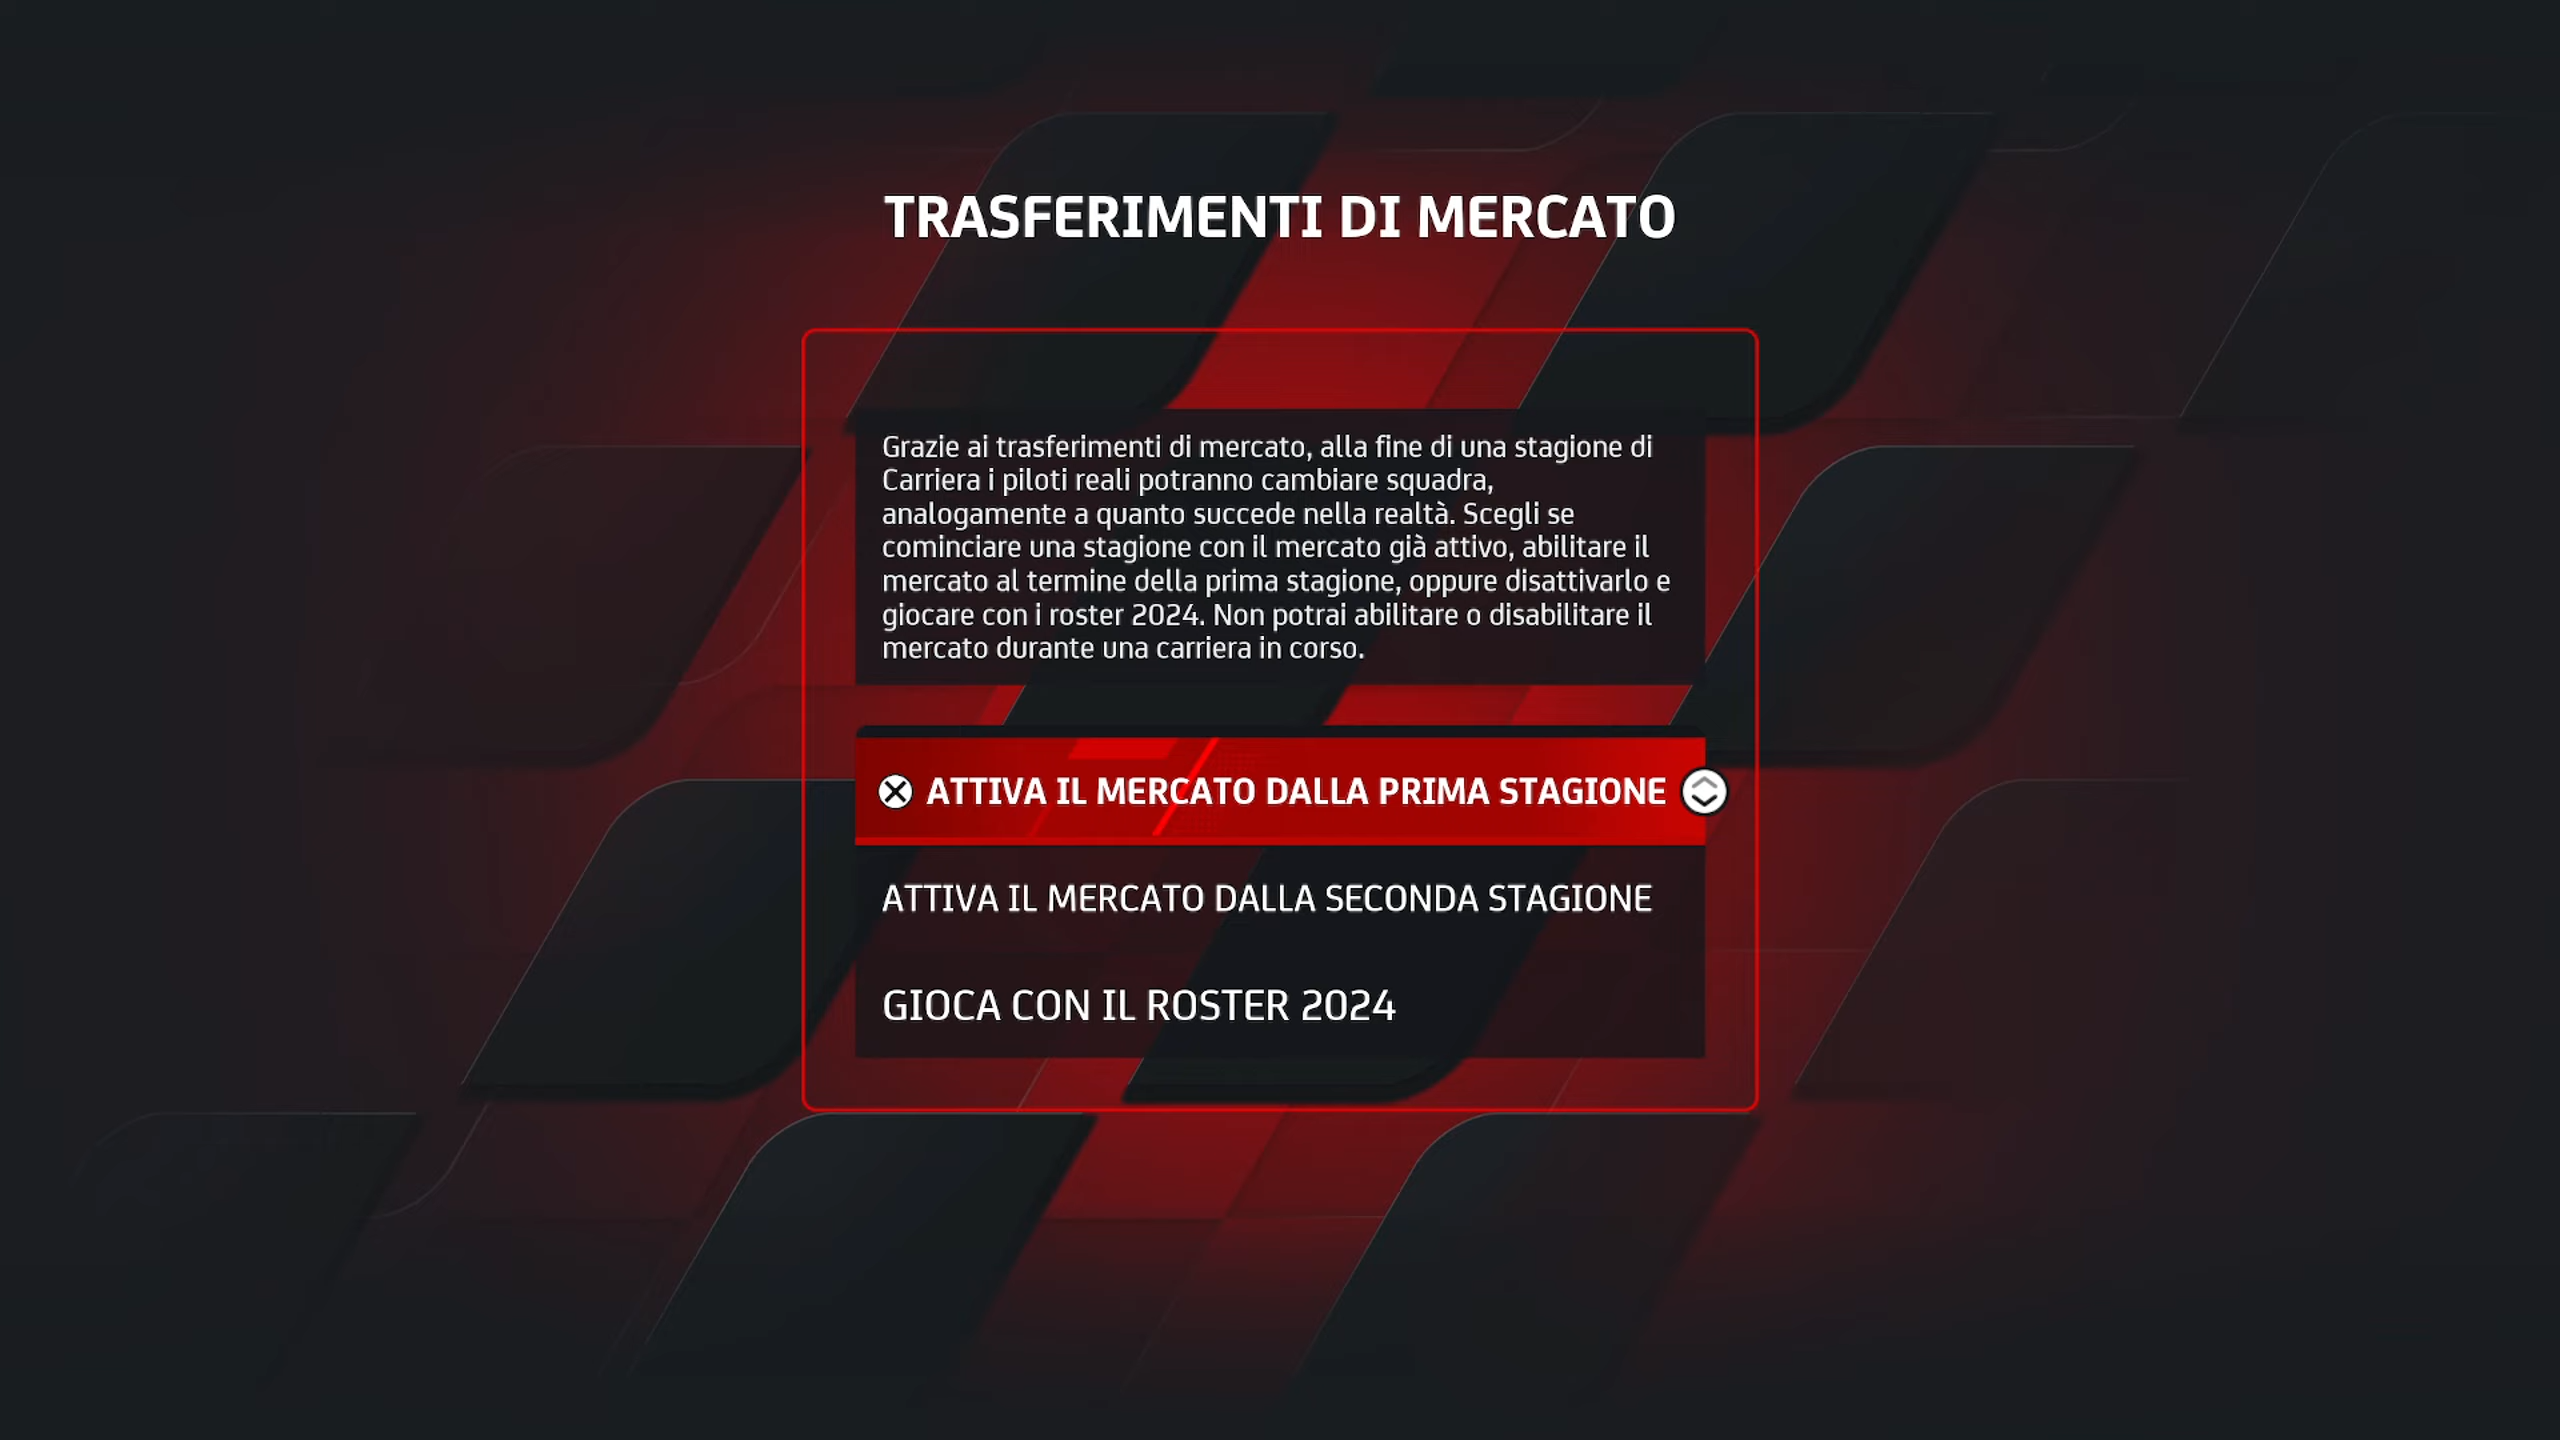 TRASFERIMENTI DI MERCATO
Grazie ai trasferimenti di mercato, alla fine di una stagione di
Carriera i piloti reali potranno cambiare squadra,
analogamente a quanto succede nella realtà. Scegli se
cominciare una stagione con il mercato già attivo, abilitare il
mercato al termine della prima stagione, oppure disattivarlo e
giocare con i roster 2024. Non potrai abilitare o disabilitare il
mercato durante una carriera in corso.
ATTIVA IL MERCATO DALLA PRIMA STAGIONE
ATTIVA IL MERCATO DALLA SECONDA STAGIONE
GIOCA CON IL ROSTER 2024